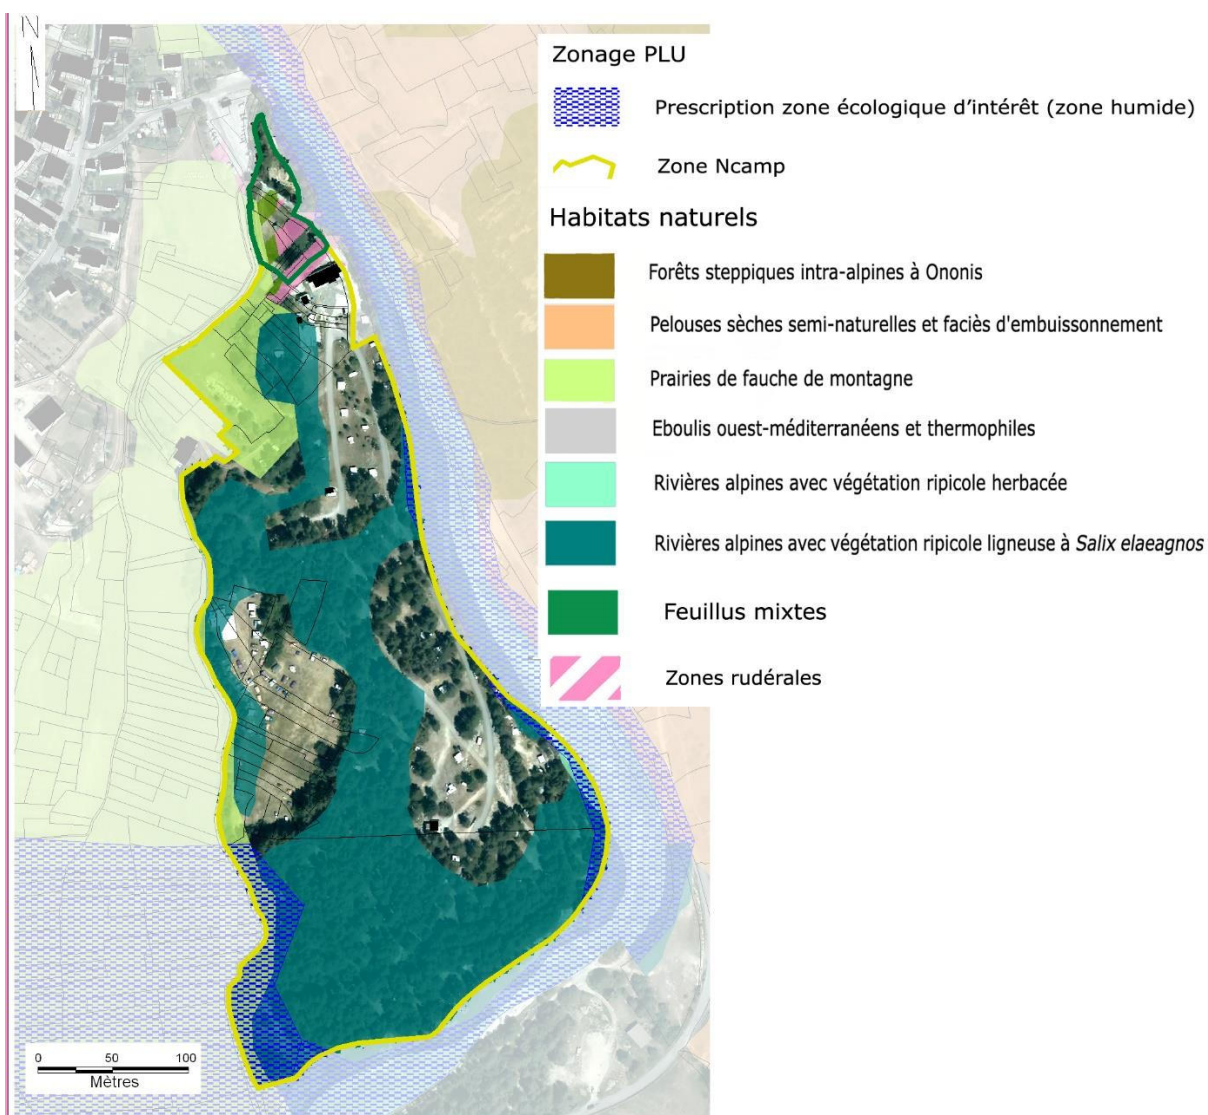 N
Zonage PLU
Prescription zone écologique d'intérêt (zone humide)
Zone Ncamp
Habitats naturels
Forêts steppiques intra-alpines à Ononis
Pelouses sèches semi-naturelles et faciès d'embuissonnement
Prairies de fauche de montagne
Eboulis ouest-méditerranéens et thermophiles
Rivières alpines avec végétation ripicole herbacée
Rivières alpines avec végétation ripicole ligneuse à Salix elaeagnos
Feuillus mixtes
Zones rudérales
0 50 100
Mètres